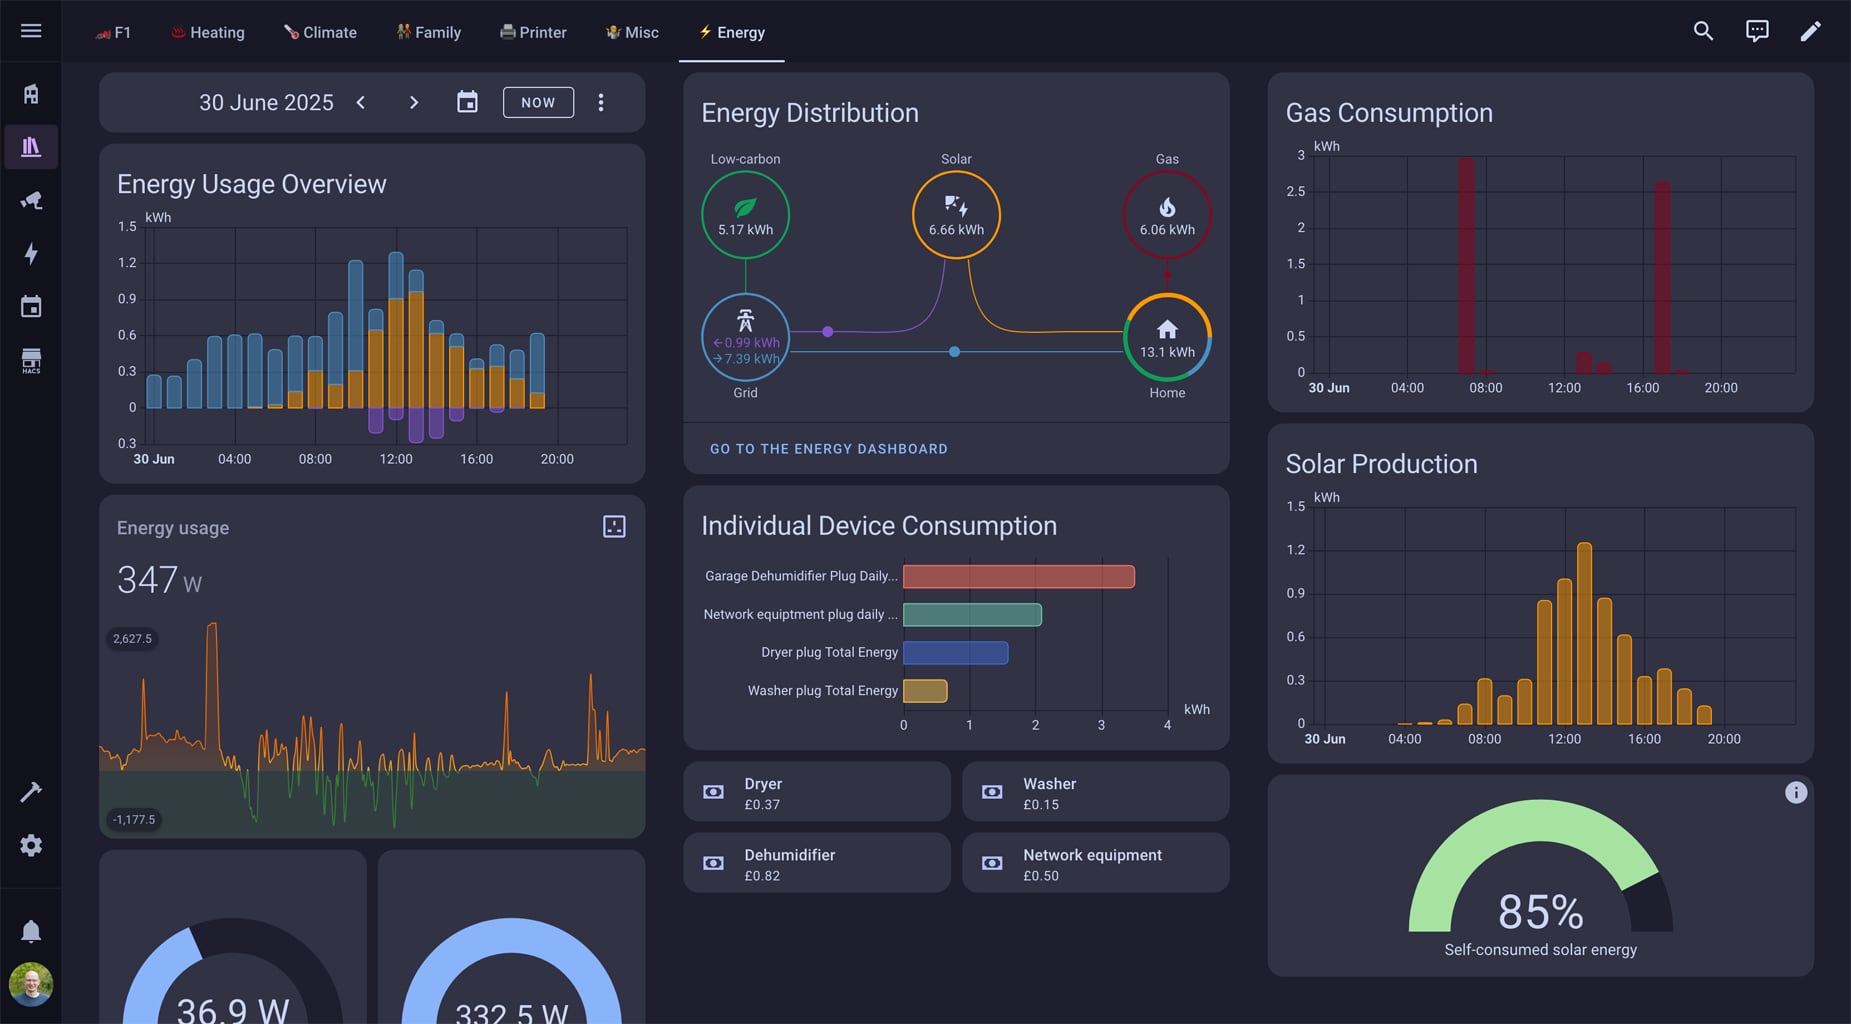 F1
Heating
Climate
Family
Printer
Misc
Energy
HACS
30 June 2025
NOW
Energy Usage Overview
kWh
1.5
1.2
0.9
0.6
0.3
0
0.3
30 Jun
04:00
08:00
12:00
16:00
20:00
Energy usage
347 W
2,627.5
-1,177.5
36.9 W
332.5 W
Energy Distribution
Low-carbon
Solar
Gas
5.17 kWh
6.66 kWh
6.06 kWh
←0.99 kWh
→7.39 kWh
13.1 kWh
Grid
Home
GO TO THE ENERGY DASHBOARD
Individual Device Consumption
Garage Dehumidifier Plug Daily...
Network equiptment plug daily ...
Dryer plug Total Energy
Washer plug Total Energy
kWh
0
1
2
3
4
Dryer
£0.37
Washer
£0.15
Dehumidifier
£0.82
Network equipment
£0.50
Gas Consumption
kWh
3
2.5
2
1.5
1
0.5
0
30 Jun
04:00
08:00
12:00
16:00
20:00
Solar Production
kWh
1.5
1.2
0.9
0.6
0.3
0
30 Jun
04:00
08:00
12:00
16:00
20:00
85%
Self-consumed solar energy